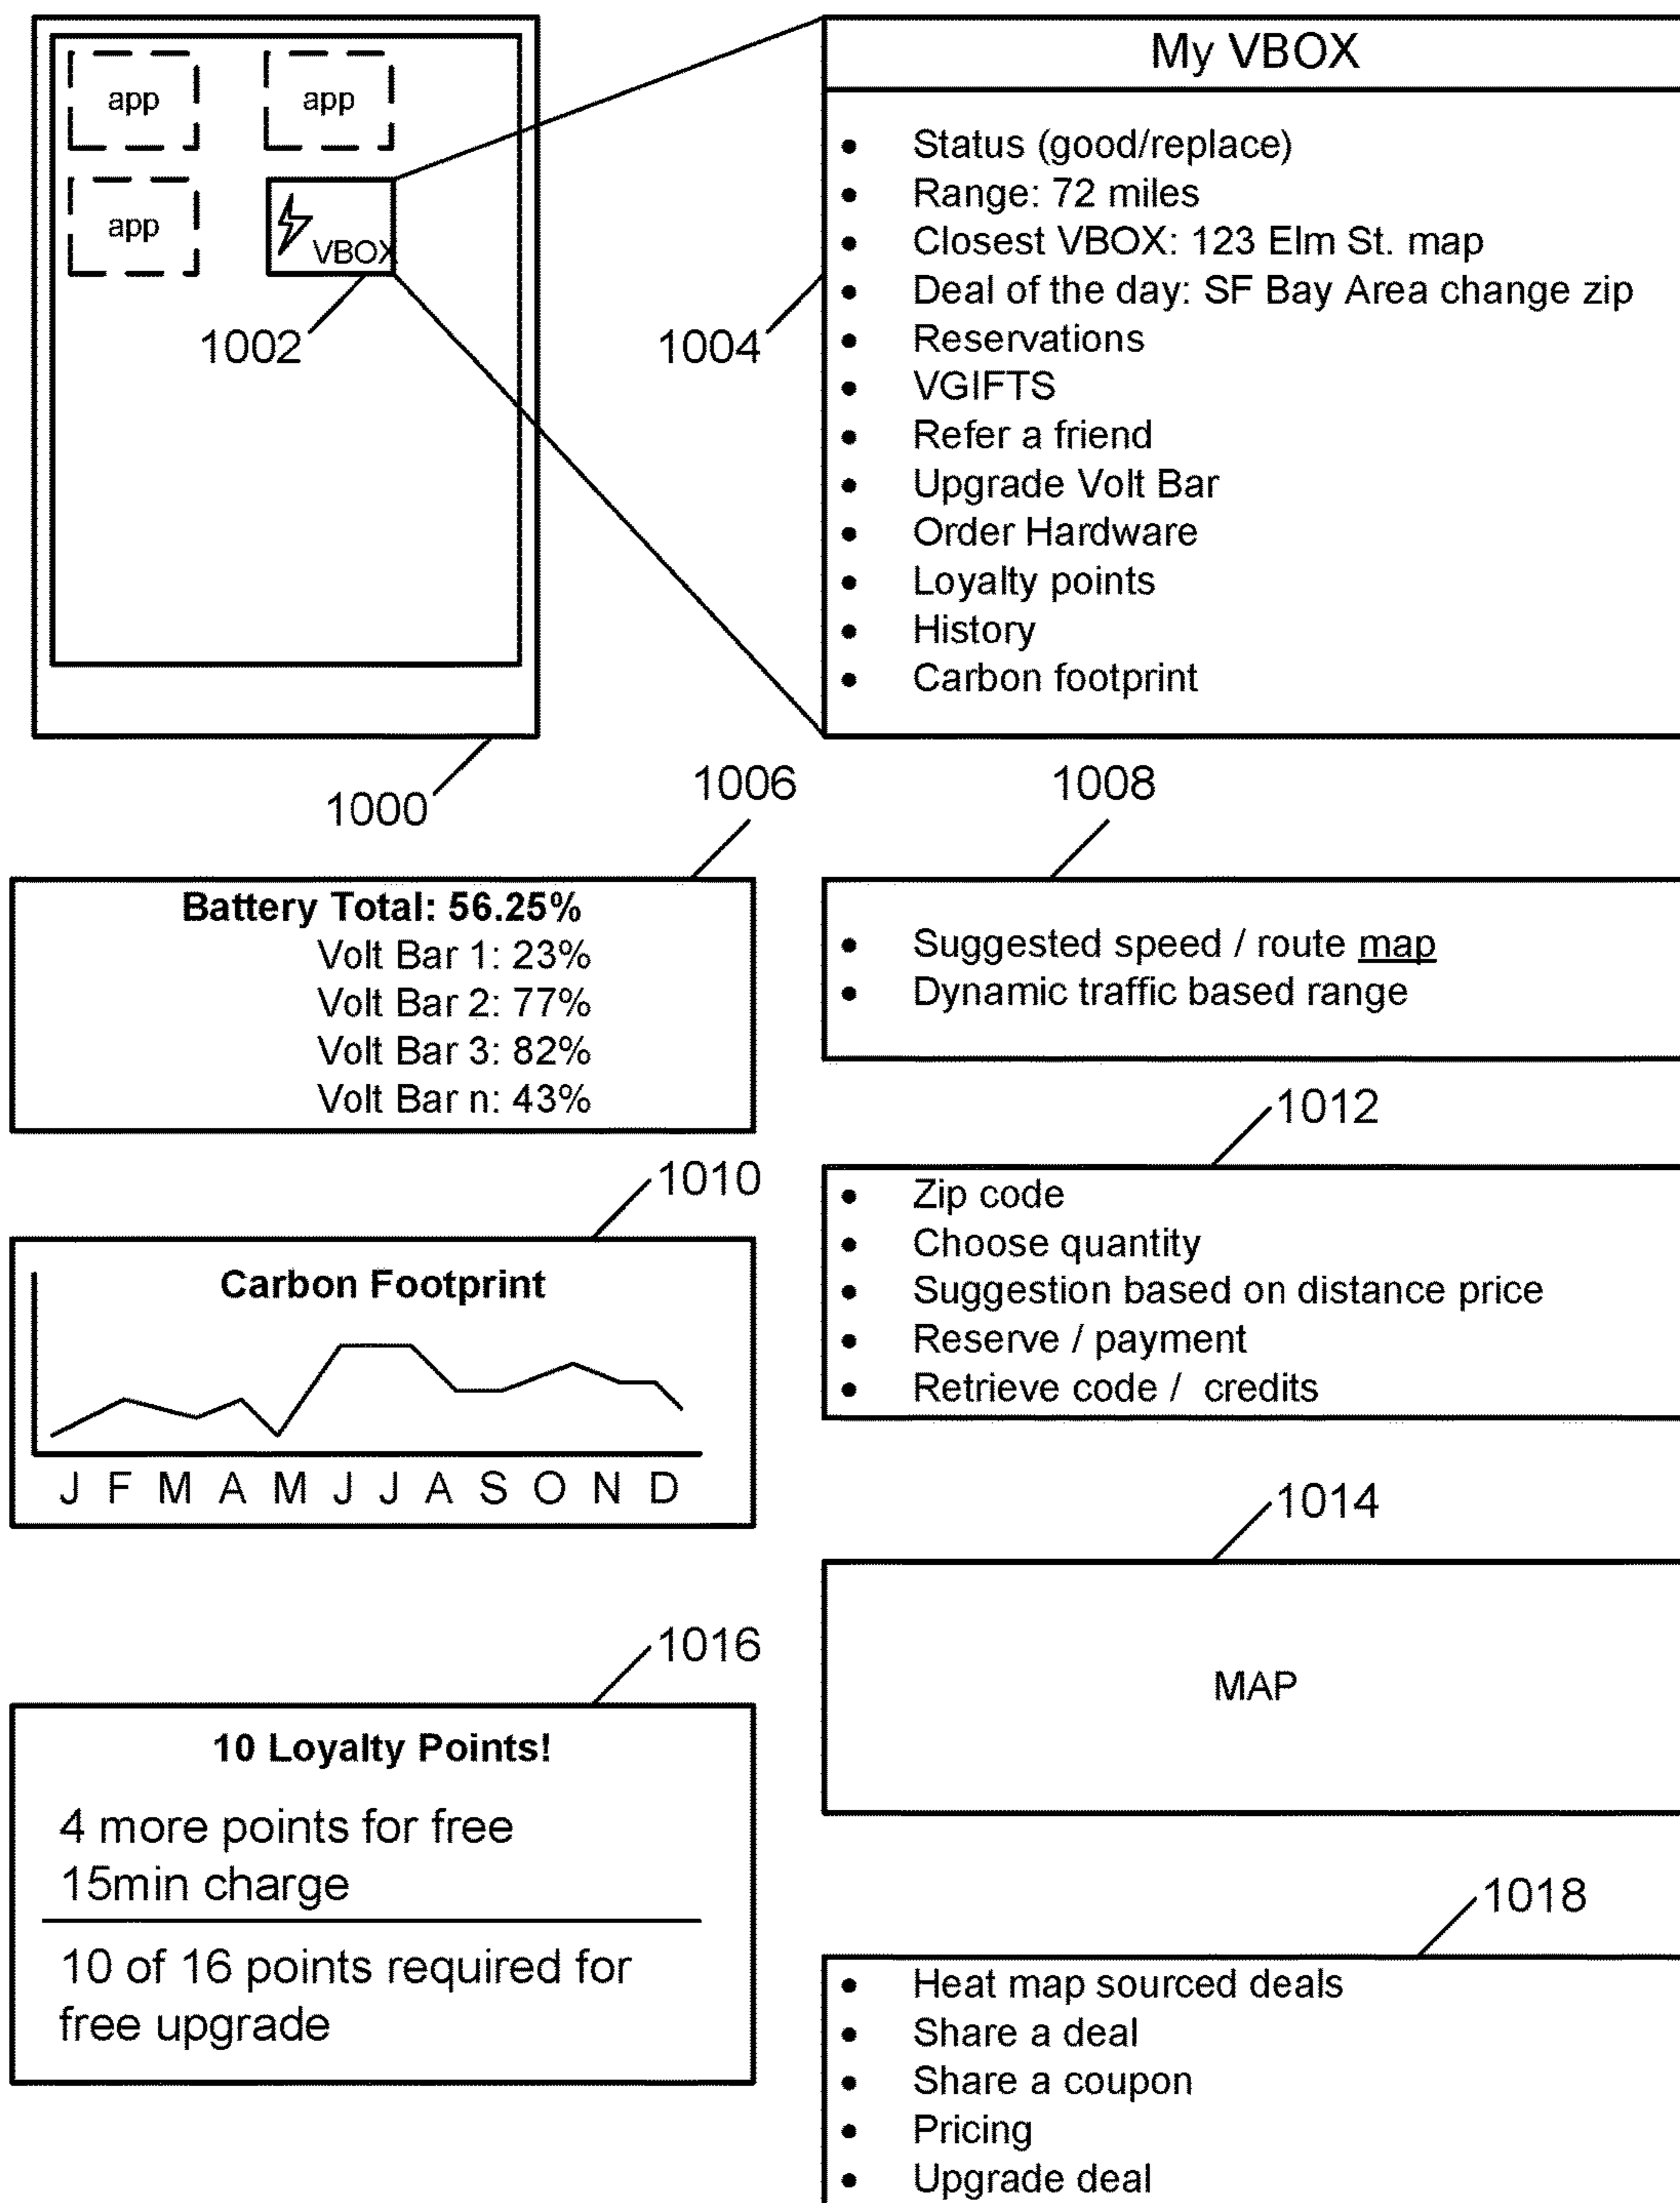 app
app
app
VBOX
1002
1000
My VBOX
• Status (good/replace)
• Range: 72 miles
• Closest VBOX: 123 Elm St. map
• Deal of the day: SF Bay Area change zip
• Reservations
• VGIFTS
• Refer a friend
• Upgrade Volt Bar
• Order Hardware
• Loyalty points
• History
• Carbon footprint
1004
1006
Battery Total: 56.25%
Volt Bar 1: 23%
Volt Bar 2: 77%
Volt Bar 3: 82%
Volt Bar n: 43%
1008
• Suggested speed / route map
• Dynamic traffic based range
1010
Carbon Footprint
J F M A M J J A S O N D
1012
• Zip code
• Choose quantity
• Suggestion based on distance price
• Reserve / payment
• Retrieve code / credits
1014
MAP
1016
10 Loyalty Points!
4 more points for free
15min charge
10 of 16 points required for
free upgrade
1018
• Heat map sourced deals
• Share a deal
• Share a coupon
• Pricing
• Upgrade deal